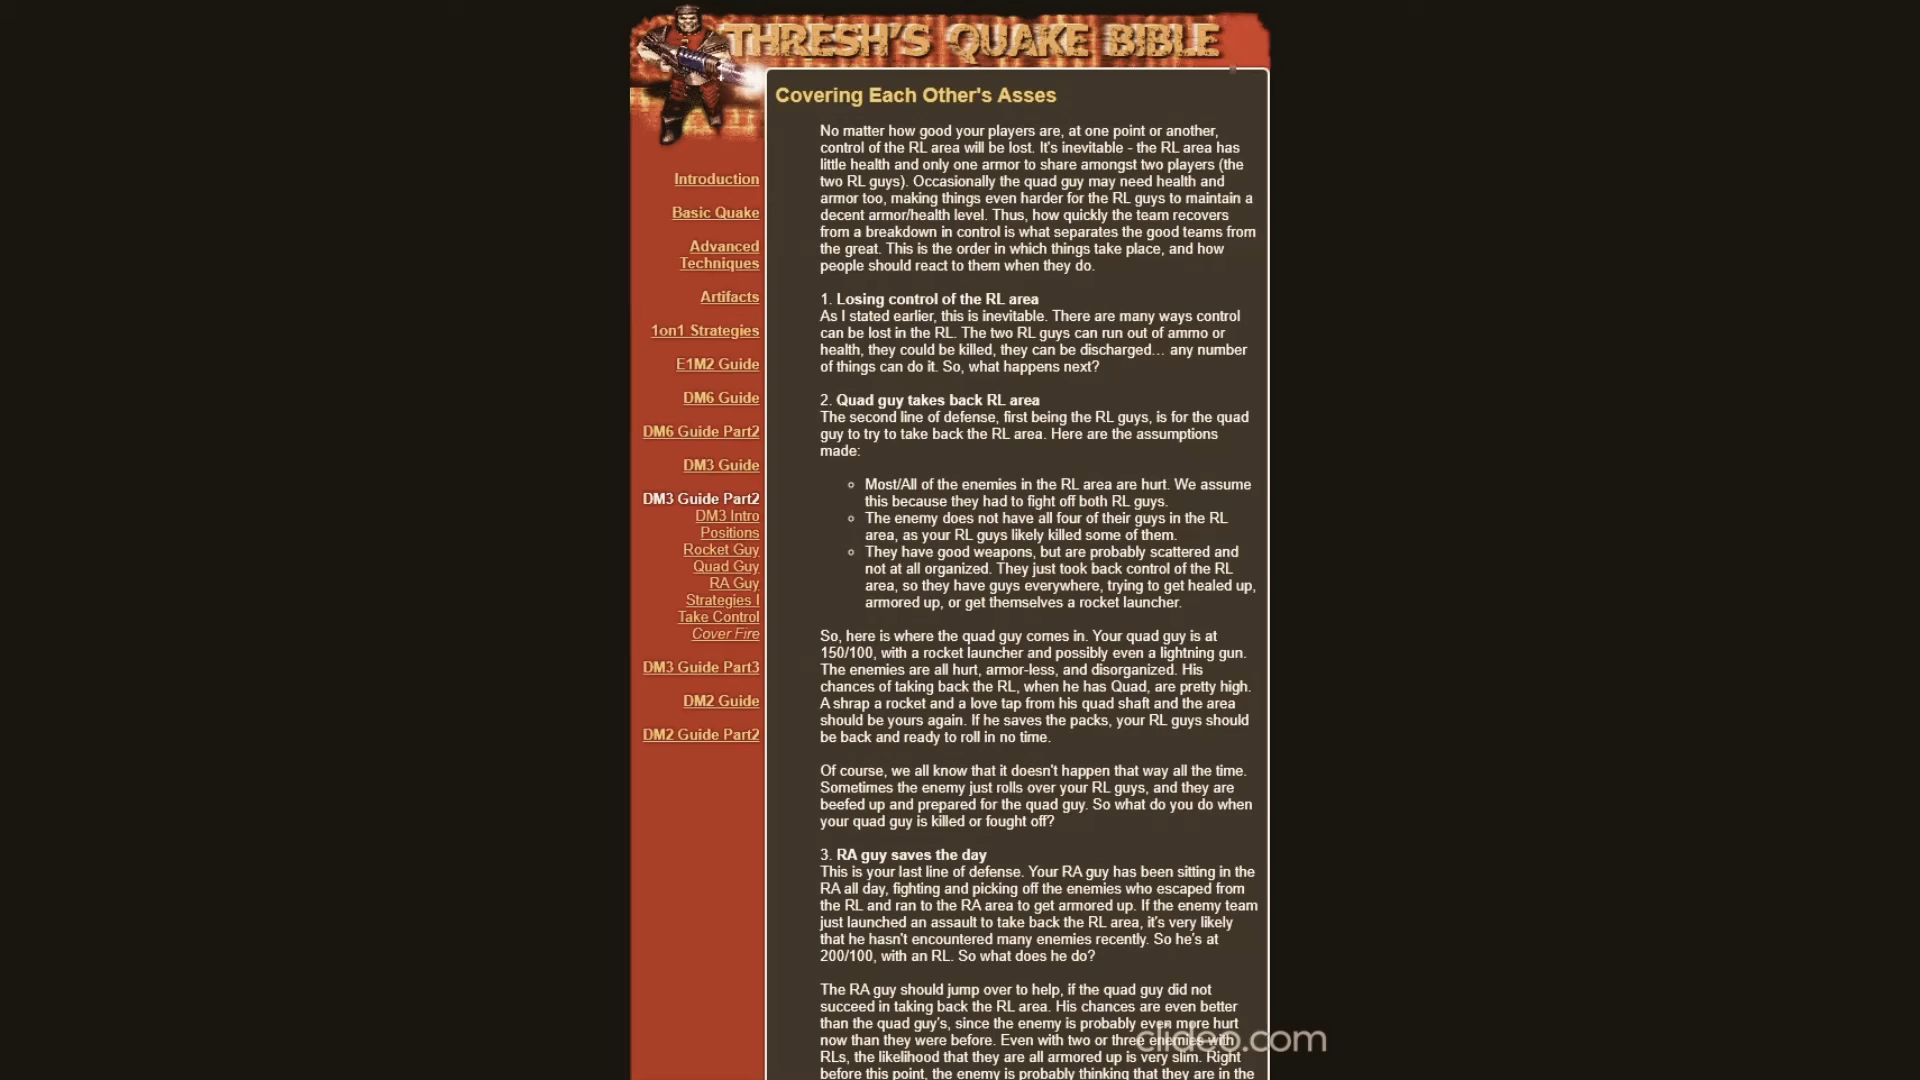 THRESH'S QUAKE BIBLE
Introduction
Basic Quake
Advanced
Techniques
Artifacts
1on1 Strategies
E1M2 Guide
DM6 Guide
DM6 Guide Part2
DM3 Guide
DM3 Guide Part2
DM3 Intro
Positions
Rocket Guy
Quad Guy
RA Guy
Strategies I
Take Control
Cover Fire
DM3 Guide Part3
DM2 Guide
DM2 Guide Part2
Covering Each Other's Asses
No matter how good your players are, at one point or another,
control of the RL area will be lost. It's inevitable - the RL area has
little health and only one armor to share amongst two players (the
two RL guys). Occasionally the quad guy may need health and
armor too, making things even harder for the RL guys to maintain a
decent armor/health level. Thus, how quickly the team recovers
from a breakdown in control is what separates the good teams from
the great. This is the order in which things take place, and how
people should react to them when they do.
1. Losing control of the RL area
As I stated earlier, this is inevitable. There are many ways control
can be lost in the RL. The two RL guys can run out of ammo or
health, they could be killed, they can be discharged... any number
of things can do it. So, what happens next?
2. Quad guy takes back RL area
The second line of defense, first being the RL guys, is for the quad
guy to try to take back the RL area. Here are the assumptions
made:
Most/All of the enemies in the RL area are hurt. We assume
this because they had to fight off both RL guys.
The enemy does not have all four of their guys in the RL
area, as your RL guys likely killed some of them.
They have good weapons, but are probably scattered and
not at all organized. They just took back control of the RL
area, so they have guys everywhere, trying to get healed up,
armored up, or get themselves a rocket launcher.
So, here is where the quad guy comes in. Your quad guy is at
150/100, with a rocket launcher and possibly even a lightning gun.
The enemies are all hurt, armor-less, and disorganized. His
chances of taking back the RL, when he has Quad, are pretty high.
A shrap a rocket and a love tap from his quad shaft and the area
should be yours again. If he saves the packs, your RL guys should
be back and ready to roll in no time.
Of course, we all know that it doesn't happen that way all the time.
Sometimes the enemy just rolls over your RL guys, and they are
beefed up and prepared for the quad guy. So what do you do when
your quad guy is killed or fought off?
3. RA guy saves the day
This is your last line of defense. Your RA guy has been sitting in the
RA all day, fighting and picking off the enemies who escaped from
the RL and ran to the RA area to get armored up. If the enemy team
just launched an assault to take back the RL area, it's very likely
that he hasn't encountered many enemies recently. So he's at
200/100, with an RL. So what does he do?
The RA guy should jump over to help, if the quad guy did not
succeed in taking back the RL area. His chances are even better
than the quad guy's, since the enemy is probably even more hurt
now than they were before. Even with two or three enemies with
RLs, the likelihood that they are all armored up is very slim. Right
before this point, the enemy is probably thinking that they are in the
clideo.com